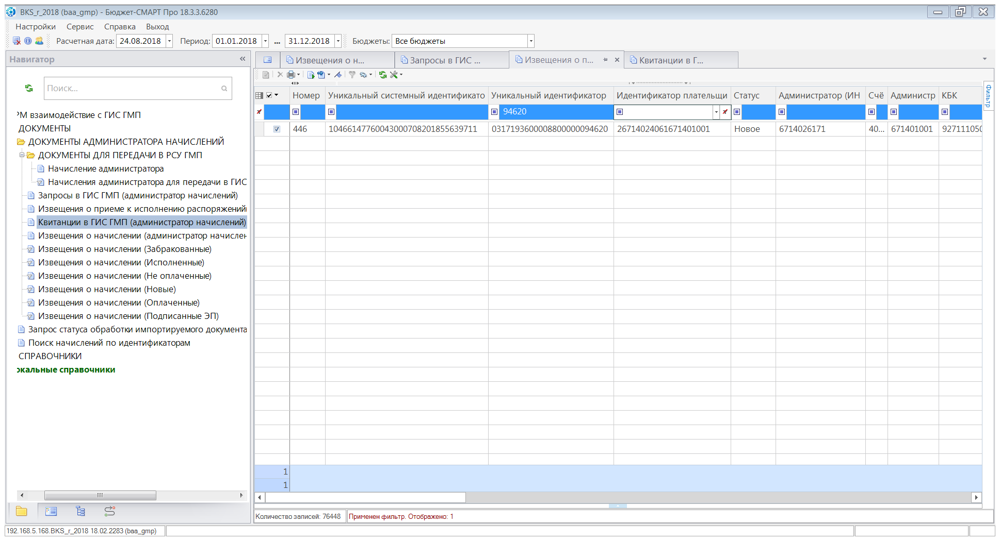 BKS_r_2018 (baa_gmp) - Бюджет-СМАРТ Про 18.3.3.6280
Настройки Сервис Справка Выход
Расчетная дата: 24.08.2018 Период: 01.01.2018 ... 31.12.2018 Бюджеты: Все бюджеты
Навигатор «
Поиск...
РМ взаимодействие с ГИС ГМП
ДОКУМЕНТЫ
ДОКУМЕНТЫ АДМИНИСТРАТОРА НАЧИСЛЕНИЙ
ДОКУМЕНТЫ ДЛЯ ПЕРЕДАЧИ В РСУ ГМП
Начисление администратора
Начисления администратора для передачи в ГИС
Запросы в ГИС ГМП (администратор начислений)
Извещения о приеме к исполнению распоряжений
Квитанции в ГИС ГМП (администратор начислений)
Извещения о начислении (администратор начислен
Извещения о начислении (Забракованные)
Извещения о начислении (Исполненные)
Извещения о начислении (Не оплаченные)
Извещения о начислении (Новые)
Извещения о начислении (Оплаченные)
Извещения о начислении (Подписанные ЭП)
Запрос статуса обработки импортируемого документа
Поиск начислений по идентификаторам
СПРАВОЧНИКИ
окальные справочники
Извещения о н... Запросы в ГИС ... Извещения о п... Квитанции в Г...
Номер Уникальный системный идентификато Уникальный идентификатор Идентификатор плательщи Статус Администратор (ИН Счё Администр КБК
94620
446 10466147760043000708201855639711 0317193600008800000094620 26714024061671401001 Новое 6714026171 40... 671401001 927111050
1
1
Фильтр
Количество записей: 76448 Применен фильтр. Отображено: 1
192.168.5.168.BKS_r_2018 18.02.2283 (baa_gmp)